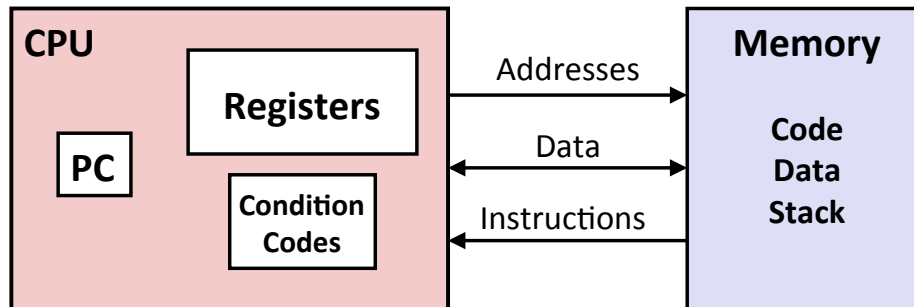 CPU
Registers
PC
Condition
Codes
Addresses
Data
Instructions
Memory
Code
Data
Stack